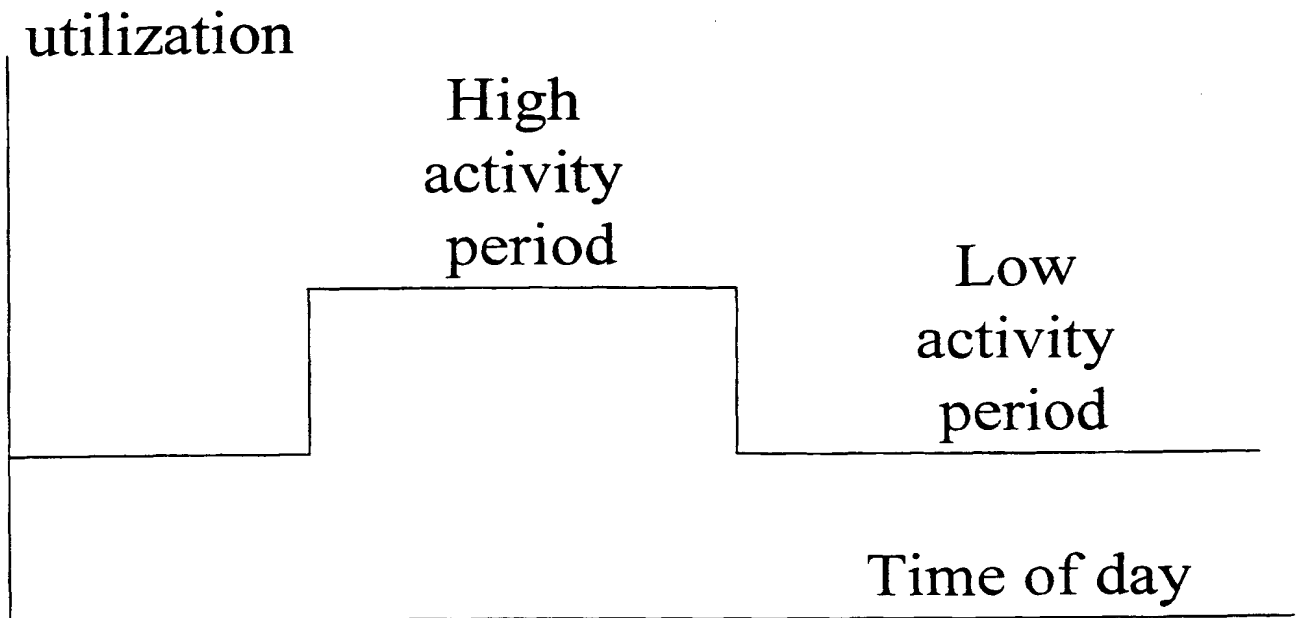 utilization
High
activity
period
Low
activity
period
Time of day